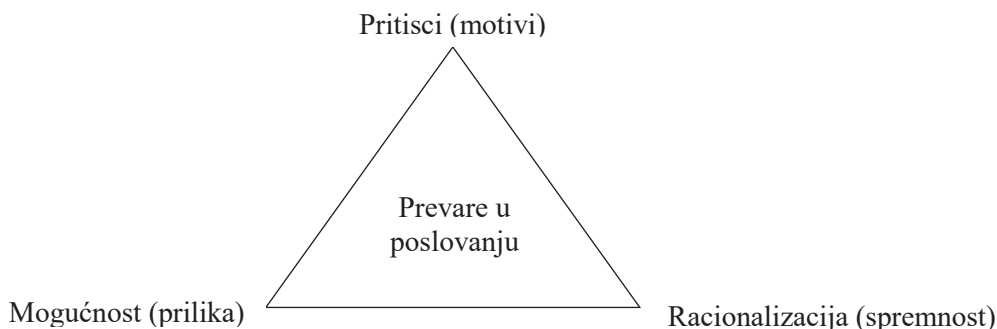 Pritisci (motivi)
Prevare u
poslovanju
Mogućnost (prilika)
Racionalizacija (spremnost)